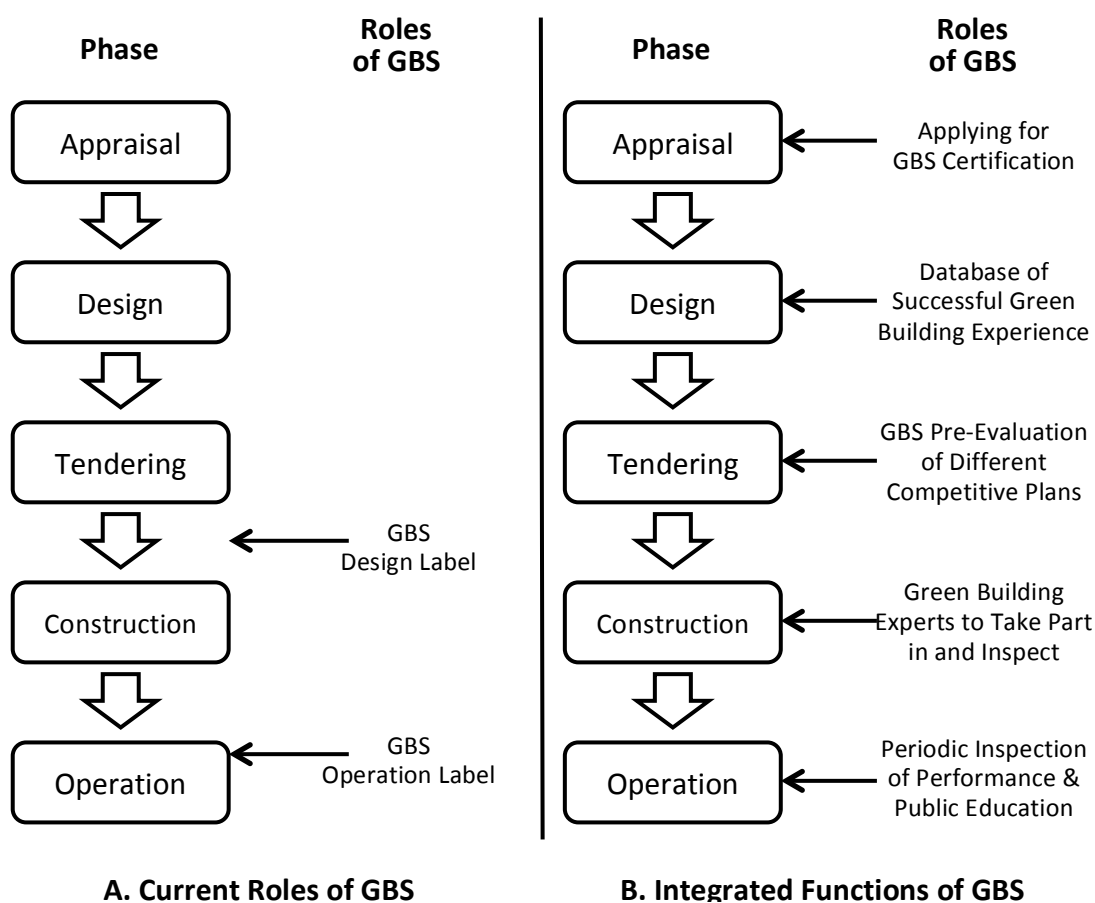 Phase
Roles
of GBS
Appraisal
Design
Tendering
GBS
Design Label
Construction
GBS
Operation Label
Operation
A. Current Roles of GBS
Phase
Roles
of GBS
Appraisal
Applying for
GBS Certification
Design
Database of
Successful Green
Building Experience
Tendering
GBS Pre-Evaluation
of Different
Competitive Plans
Construction
Green Building
Experts to Take Part
in and Inspect
Operation
Periodic Inspection
of Performance &
Public Education
B. Integrated Functions of GBS